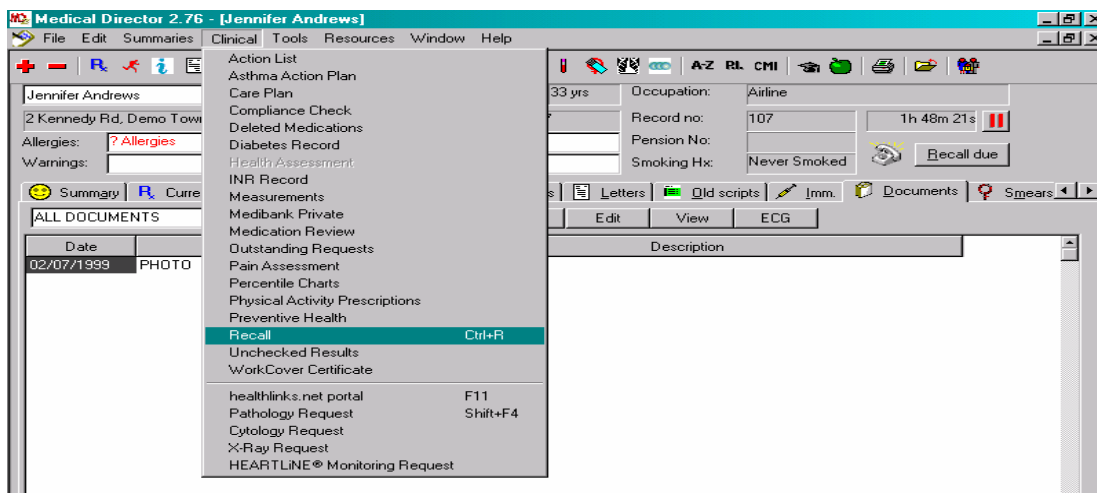 Medical Director 2.76 - [Jennifer Andrews]
File Edit Summaries Clinical Tools Resources Window Help
A-Z RL CMI
Jennifer Andrews 33 yrs Occupation: Airline
2 Kennedy Rd, Demo Town Record no: 107 1h 48m 21s
Allergies: ? Allergies Pension No:
Warnings: Smoking Hx: Never Smoked Recall due
Summary Rx Curre Letters Old scripts Imm. Documents Smears
ALL DOCUMENTS Edit View ECG
Date Description
02/07/1999 PHOTO
Action List
Asthma Action Plan
Care Plan
Compliance Check
Deleted Medications
Diabetes Record
Health Assessment
INR Record
Measurements
Medibank Private
Medication Review
Outstanding Requests
Pain Assessment
Percentile Charts
Physical Activity Prescriptions
Preventive Health
Recall Ctrl+R
Unchecked Results
WorkCover Certificate
healthlinks.net portal F11
Pathology Request Shift+F4
Cytology Request
X-Ray Request
HEARTLiNE® Monitoring Request